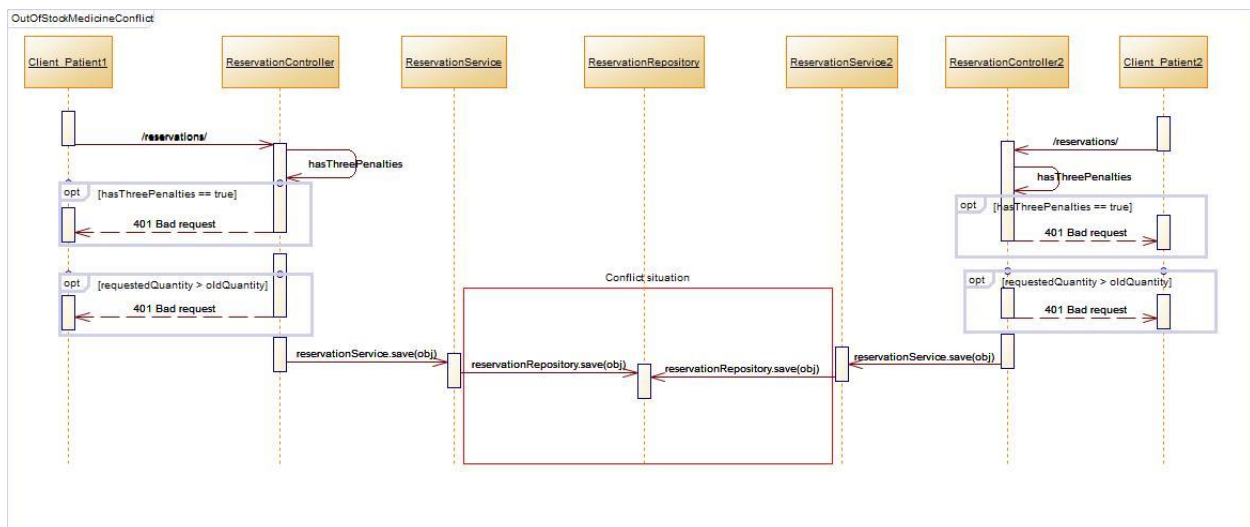 OutOfStockMedicineConflict
Client_Patient1
ReservationController
ReservationService
ReservationRepository
ReservationService2
ReservationController2
Client_Patient2
/reservations/
hasThreePenalties
opt
[hasThreePenalties == true]
401 Bad request
opt
[requestedQuantity > oldQuantity]
401 Bad request
reservationService.save(obj)
Conflict situation
reservationRepository.save(obj)
reservationRepository.save(obj)
reservationService.save(obj)
/reservations/
hasThreePenalties
opt
[hasThreePenalties == true]
401 Bad request
opt
[requestedQuantity > oldQuantity]
401 Bad request